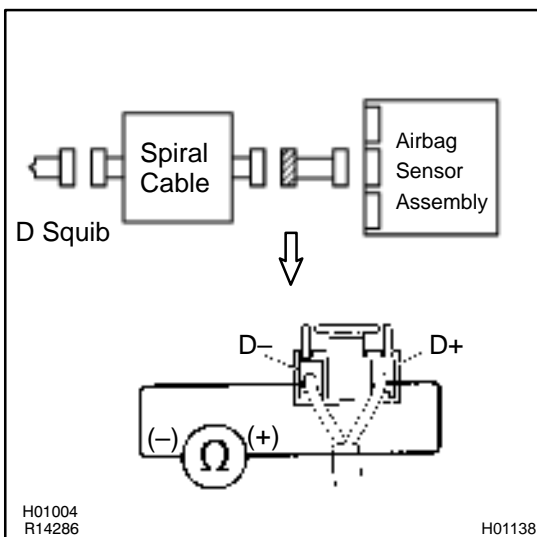 Spiral
Cable
Airbag
Sensor
Assembly
D Squib
D−
D+
(−)
Ω
(+)
H01004
R14286
H01138